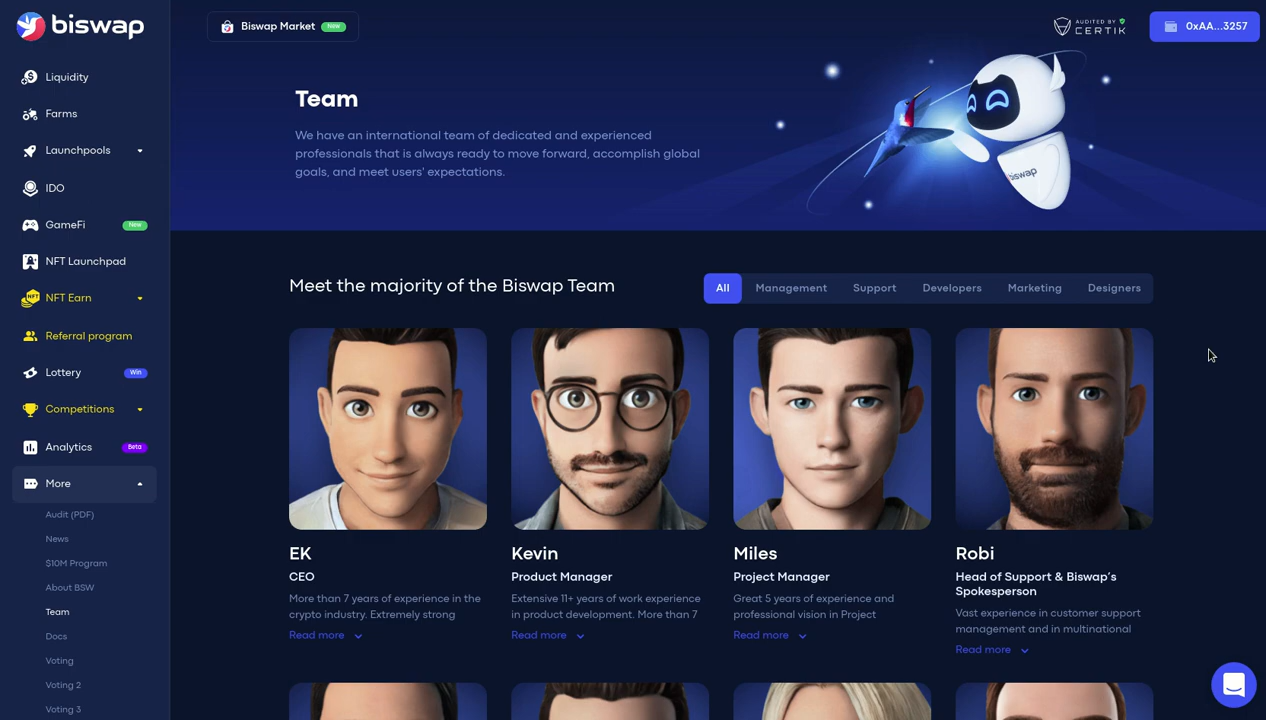 biswap
Liquidity
Farms
Launchpools
IDO
GameFi New
NFT Launchpad
NFT NFT Earn
Referral program
Lottery Win
Competitions
Analytics Beta
More
Audit (PDF)
News
$10M Program
About BSW
Team
Docs
Voting
Voting 2
Voting 3
Biswap Market New
AUDITED BY
CERTIK
0xAA...3257
Team
We have an international team of dedicated and experienced
professionals that is always ready to move forward, accomplish global
goals, and meet users' expectations.
biswap
Meet the majority of the Biswap Team
All Management Support Developers Marketing Designers
EK
CEO
More than 7 years of experience in the
crypto industry. Extremely strong
Read more
Kevin
Product Manager
Extensive 11+ years of work experience
in product development. More than 7
Read more
Miles
Project Manager
Great 5 years of experience and
professional vision in Project
Read more
Robi
Head of Support & Biswap's
Spokesperson
Vast experience in customer support
management and in multinational
Read more